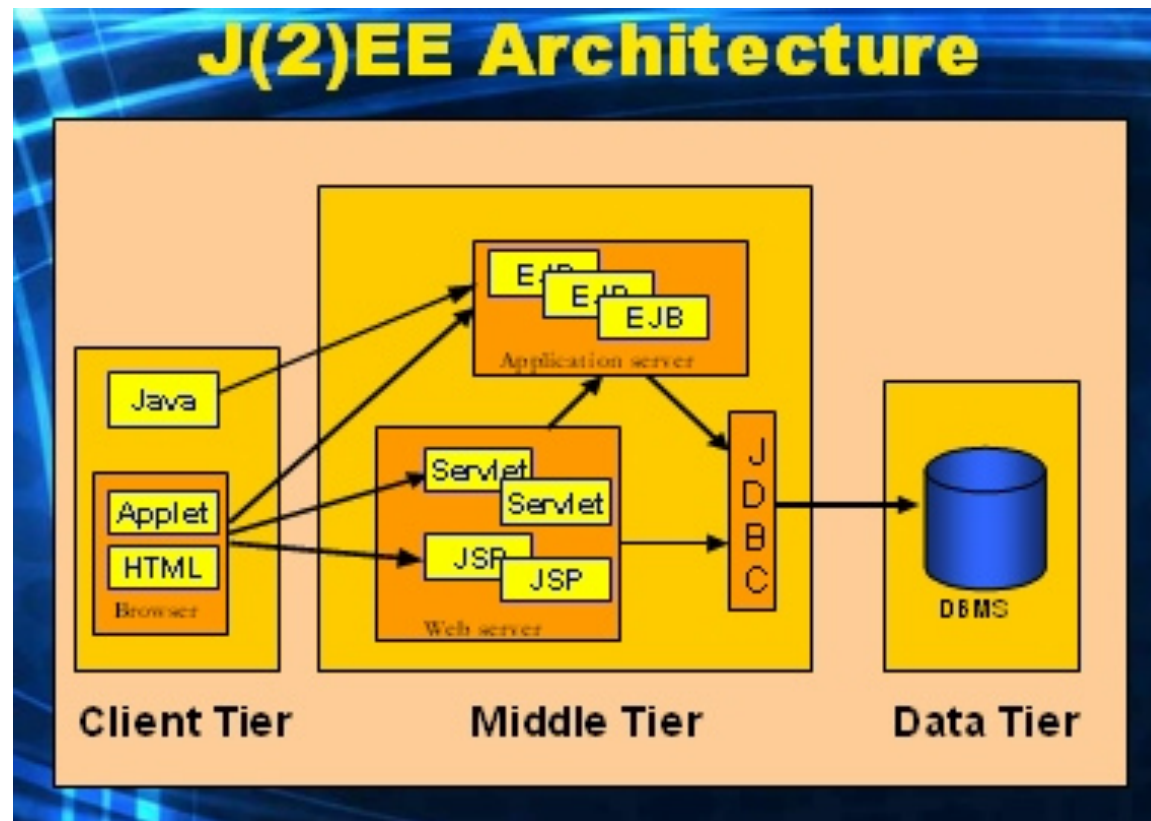 J(2)EE Architecture
EJB
EJB
EJB
Application server
Java
Applet
HTML
Browser
Servlet
Servlet
JSP
JSP
Web server
J
D
B
C
DBMS
Client Tier
Middle Tier
Data Tier